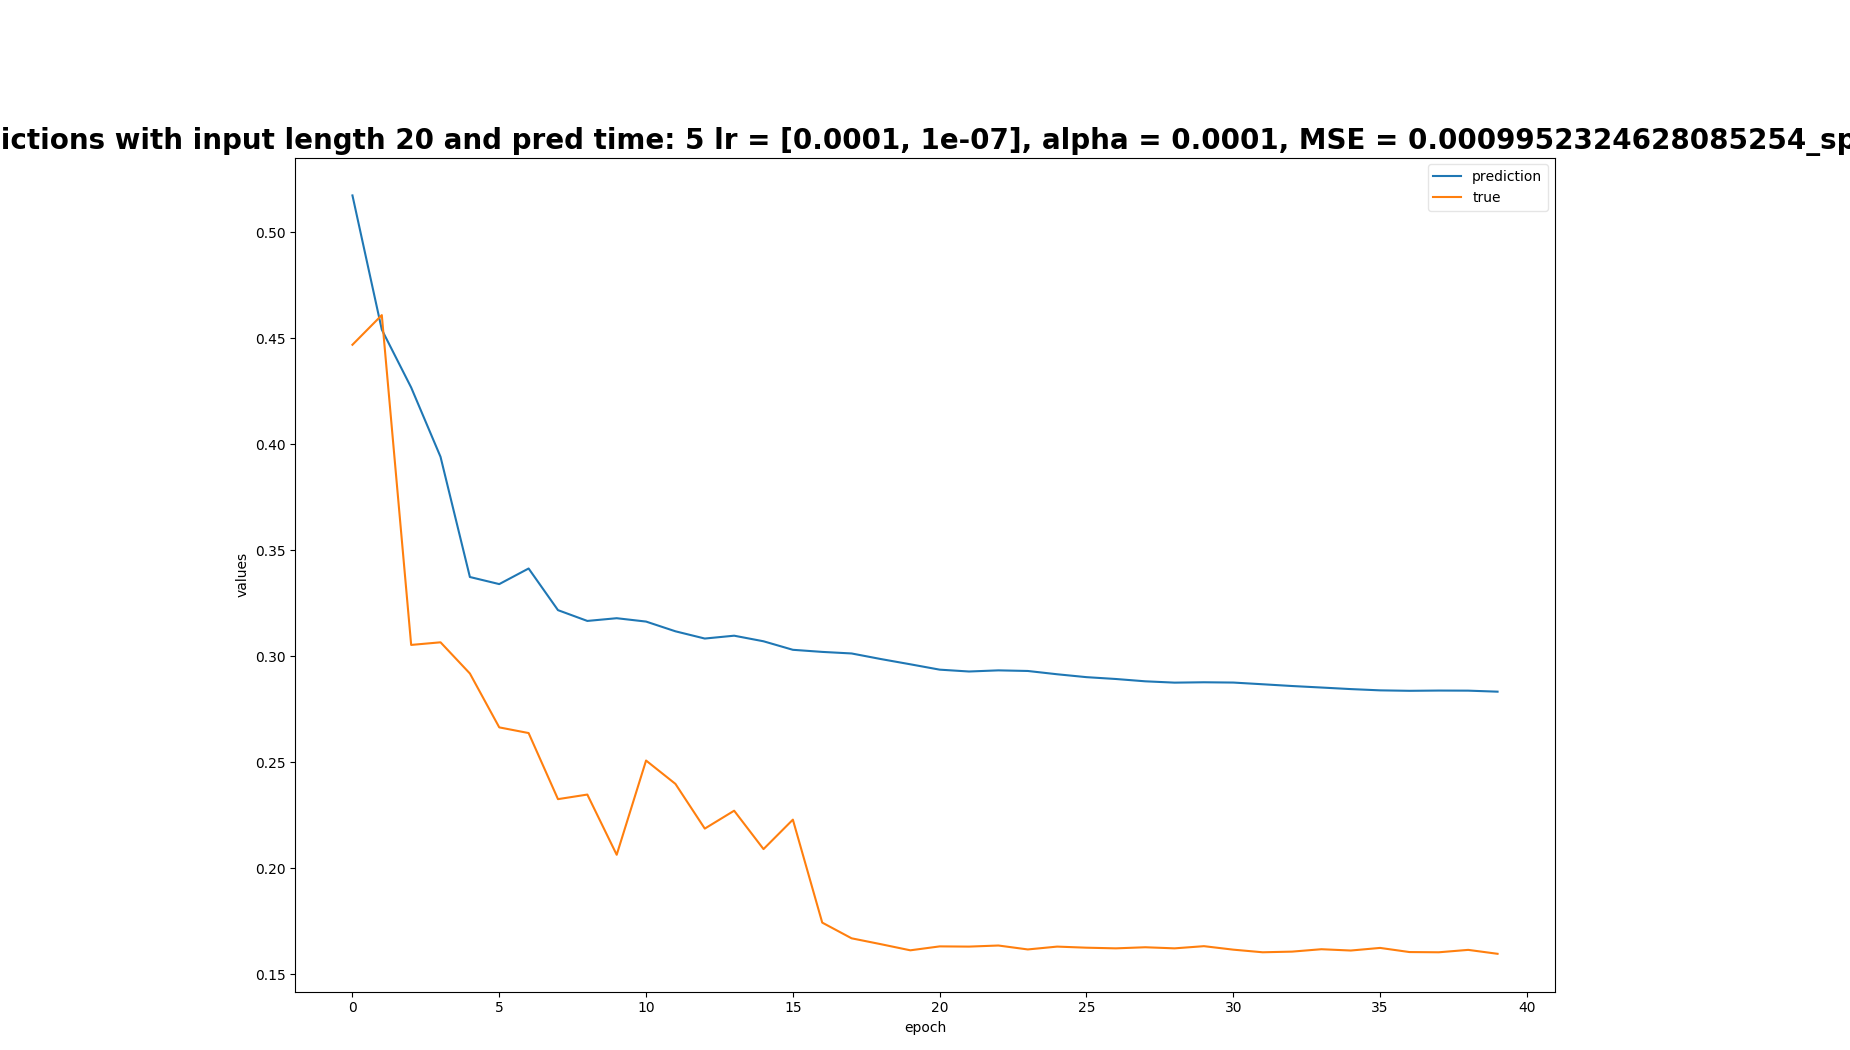 ictions with input length 20 and pred time: 5 lr = [0.0001, 1e-07], alpha = 0.0001, MSE = 0.0009952324628085254_sp
prediction
true
0.50
0.45
0.40
0.35
0.30
0.25
0.20
0.15
values
0 5 10 15 20 25 30 35 40
epoch